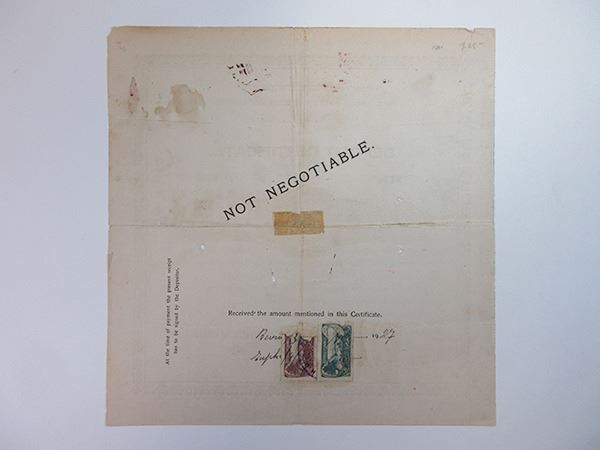 NOT NEGOTIABLE.
At the time of payment the present receipt
has to be signed by the Depositor.
Received the amount mentioned in this Certificate.
1927